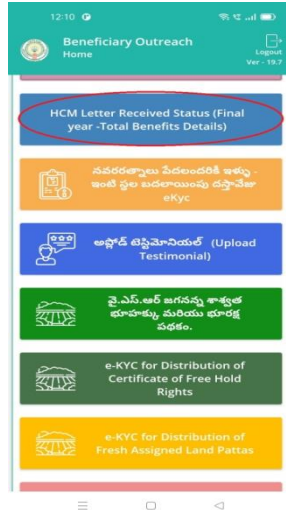 12:10
Beneficiary Outreach
Home
Logout
Ver - 19.7
HCM Letter Received Status (Final
year -Total Benefits Details)
నవరత్నాలు పేదలందరికీ ఇళ్ళు -
ఇంటి స్థల బదలాయింపు దస్తావేజు
eKyc
అప్లోడ్ టెస్టిమోనియల్ (Upload
Testimonial)
వై.ఎస్.ఆర్ జగనన్న శాశ్వత
భూహక్కు మరియు భూరక్ష
పథకం.
e-KYC for Distribution of
Certificate of Free Hold
Rights
e-KYC for Distribution of
Fresh Assigned Land Pattas